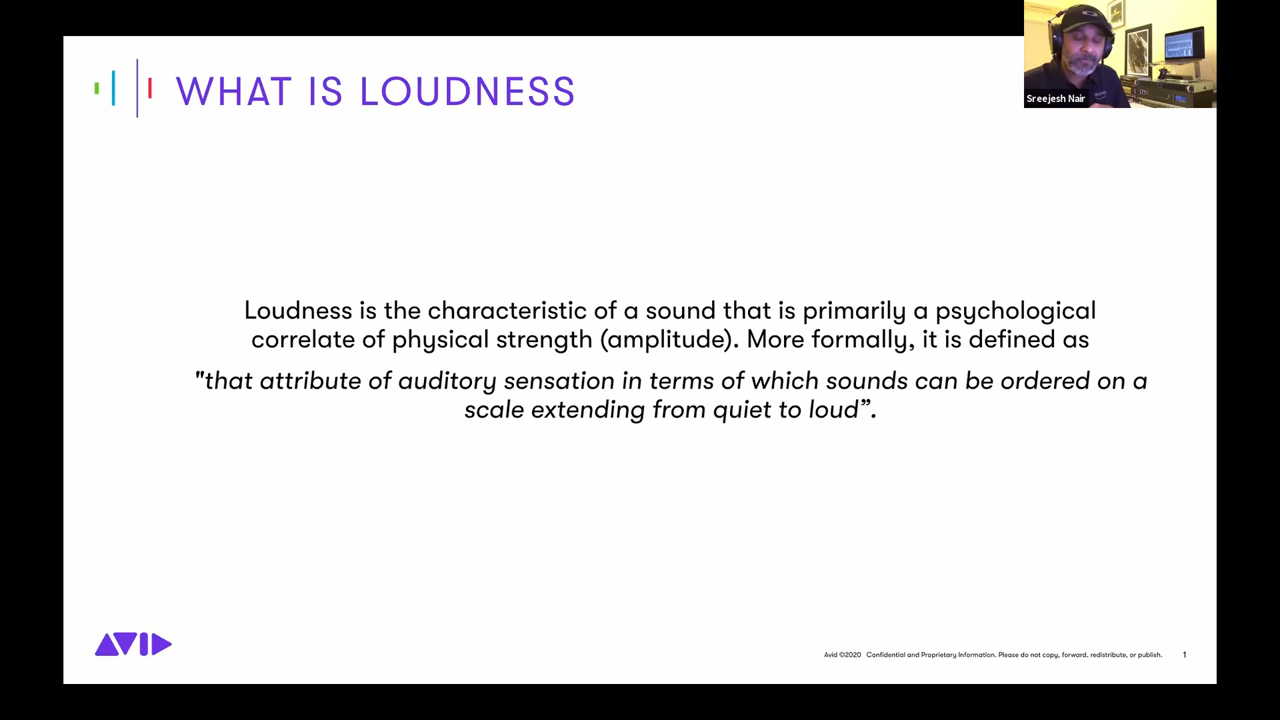 WHAT IS LOUDNESS
Sreejesh Nair
Loudness is the characteristic of a sound that is primarily a psychological
correlate of physical strength (amplitude). More formally, it is defined as
"that attribute of auditory sensation in terms of which sounds can be ordered on a
scale extending from quiet to loud”.
AVID
Avid ©2020 Confidential and Proprietary Information. Please do not copy, forward, redistribute, or publish.
1